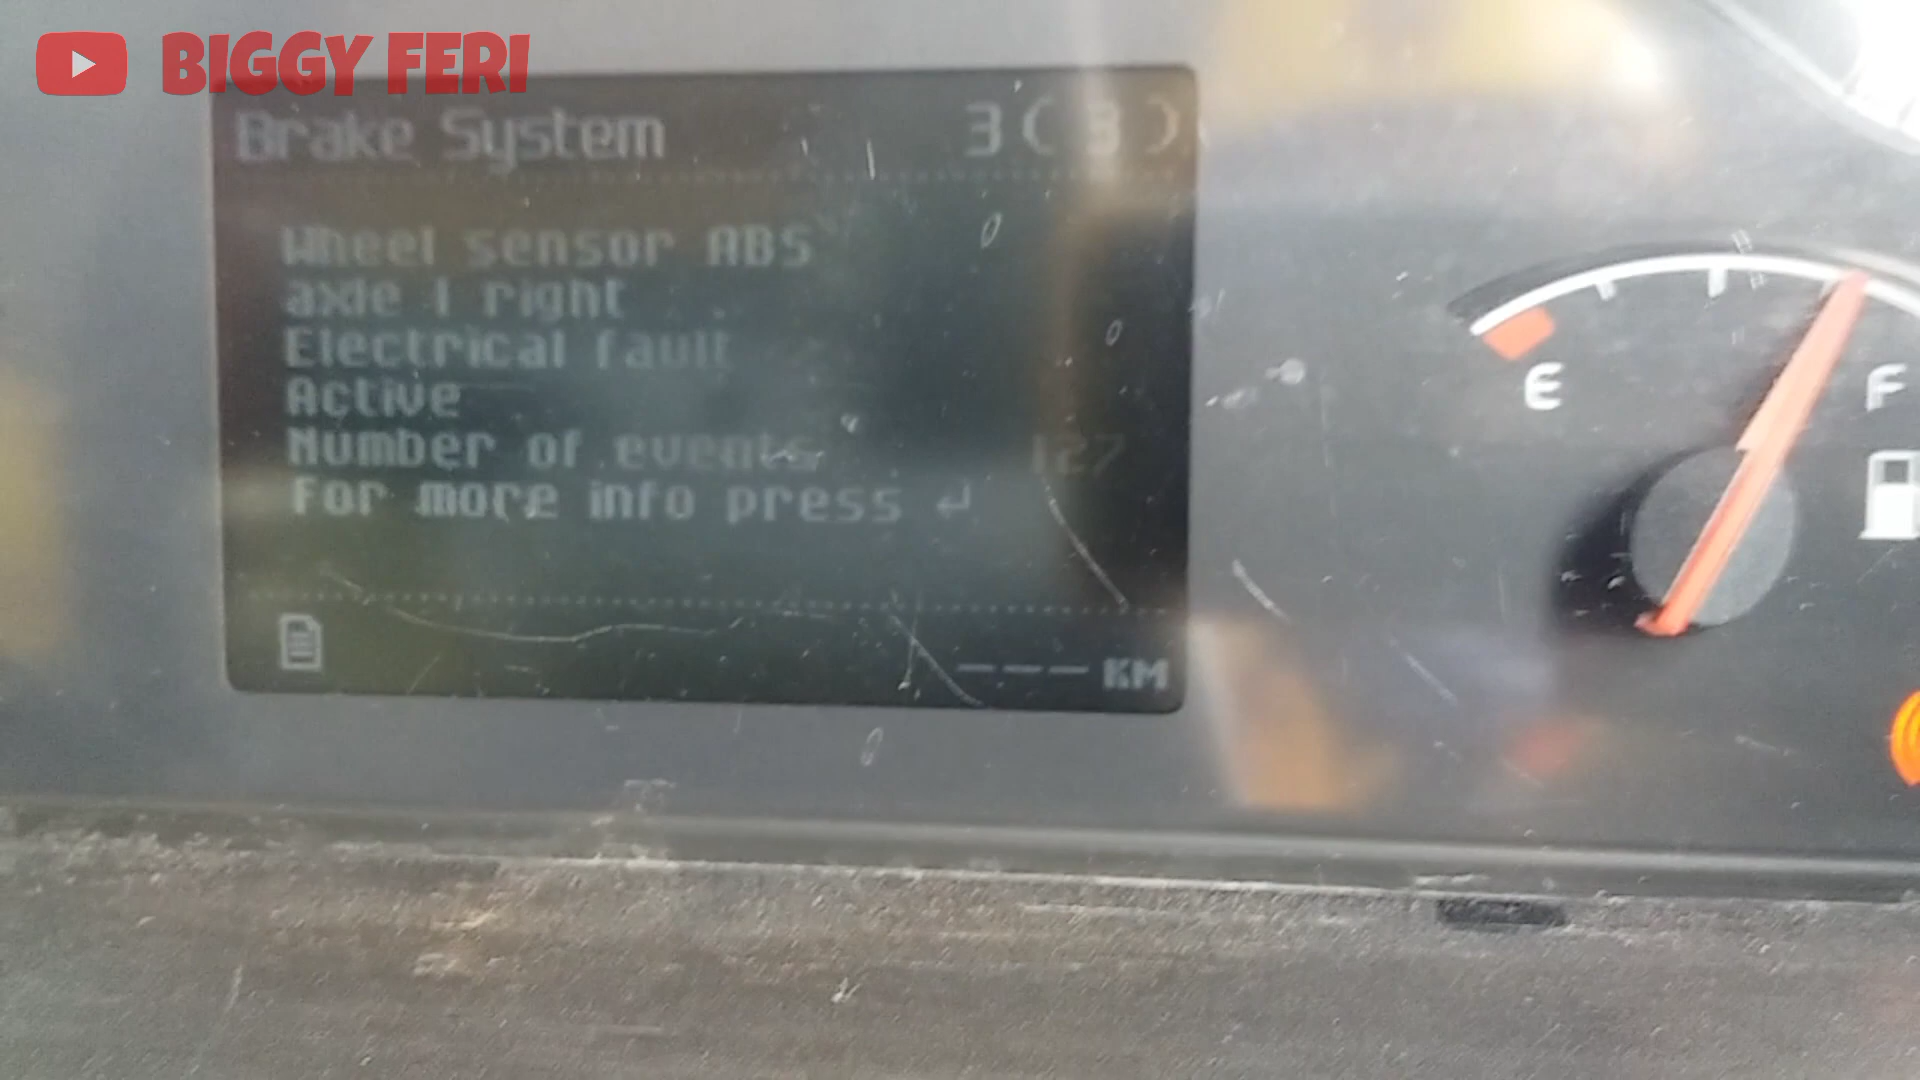 BIGGY FERI
Brake System 3(3)
Wheel sensor ABS
axle 1 right
Electrical fault
Active
Number of events 127
For more info press ↵
--- KM
E F